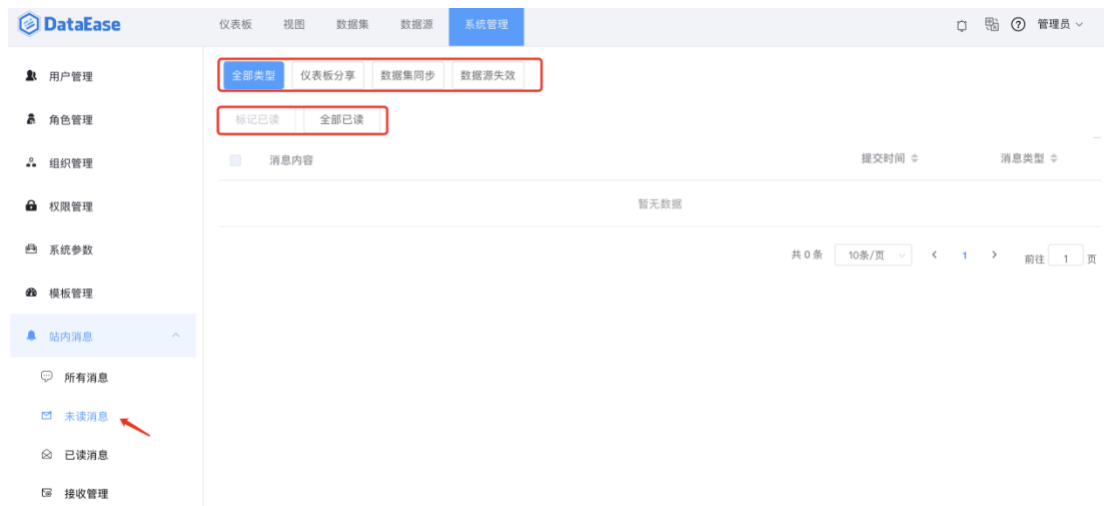 DataEase 仪表板 视图 数据集 数据源 系统管理 管理员
用户管理
角色管理
组织管理
权限管理
系统参数
模板管理
站内消息
所有消息
未读消息
已读消息
接收管理
全部类型 仪表板分享 数据集同步 数据源失效
标记已读 全部已读
消息内容 提交时间 消息类型
暂无数据
共 0 条 10条/页 1 前往 1 页